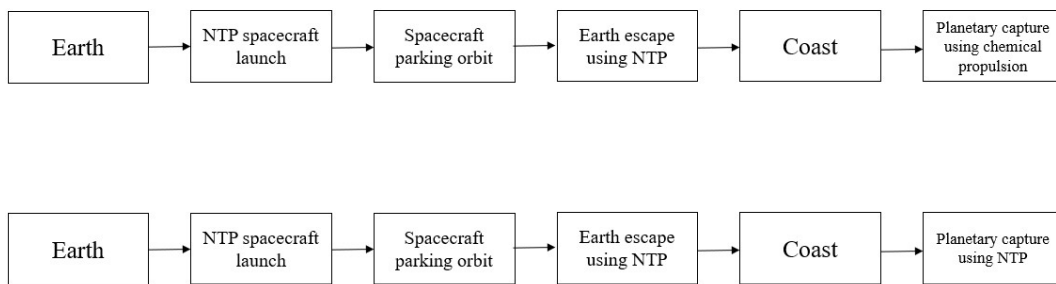 Earth
NTP spacecraft
launch
Spacecraft
parking orbit
Earth escape
using NTP
Coast
Planetary capture
using chemical
propulsion
Earth
NTP spacecraft
launch
Spacecraft
parking orbit
Earth escape
using NTP
Coast
Planetary capture
using NTP